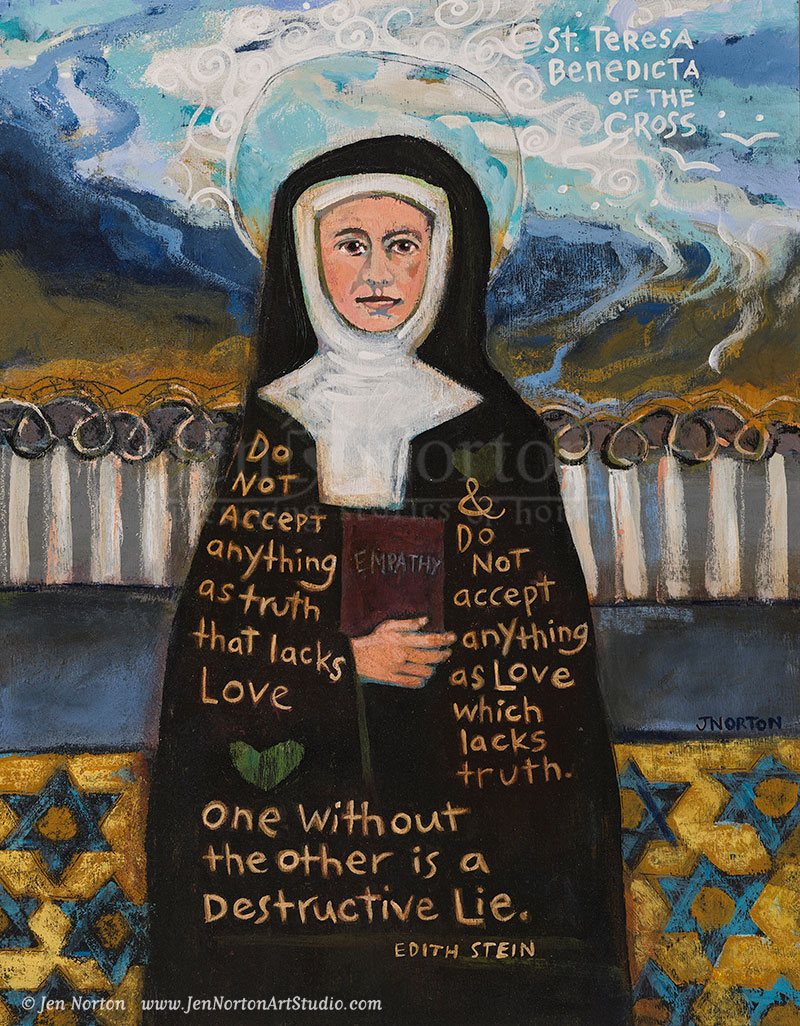 St. Teresa
Benedicta
OF THE
CROSS
Do
NOT
Accept
anything
as truth
that lacks
Love
EMPATHY
&
Do
NOT
accept
anything
as Love
which
lacks
truth.
One without
the other is a
Destructive Lie.
EDITH STEIN
JNORTON
© Jen Norton www.JenNortonArtStudio.com